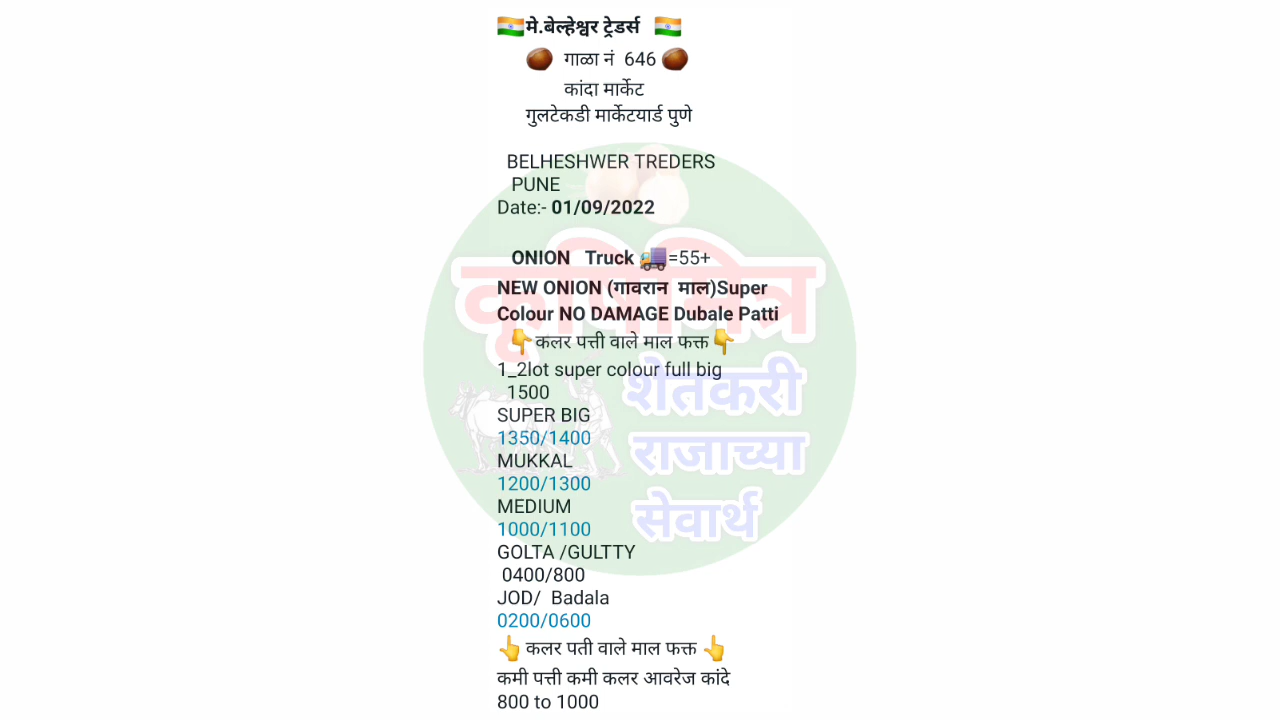 🇮🇳मे.बेल्हेश्वर ट्रेडर्स 🇮🇳
🌰 गाळा नं 646 🌰
कांदा मार्केट
गुलटेकडी मार्केटयार्ड पुणे
BELHESHWER TREDERS
PUNE
Date:- 01/09/2022
ONION Truck 🚛=55+
NEW ONION (गावरान माल)Super
Colour NO DAMAGE Dubale Patti
👇कलर पत्ती वाले माल फक्त👇
1_2lot super colour full big
1500
SUPER BIG
1350/1400
MUKKAL
1200/1300
MEDIUM
1000/1100
GOLTA /GULTTY
0400/800
JOD/ Badala
0200/0600
👆 कलर पती वाले माल फक्त 👆
कमी पत्ती कमी कलर आवरेज कांदे
800 to 1000
कृषिमित्र
शेतकरी
राजाच्या
सेवार्थ